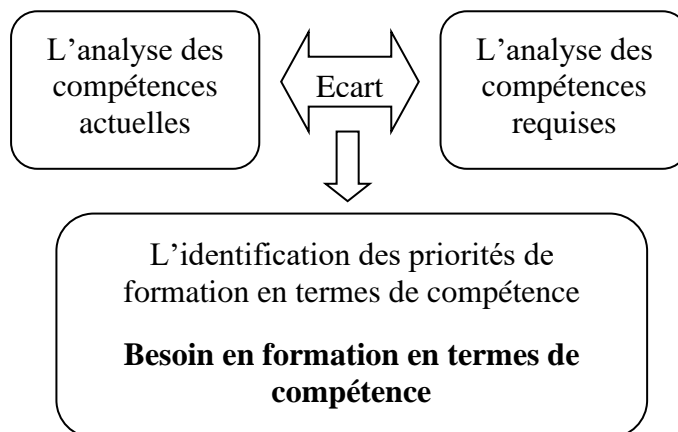 L’analyse des
compétences
actuelles
Ecart
L’analyse des
compétences
requises
L’identification des priorités de
formation en termes de compétence
Besoin en formation en termes de
compétence